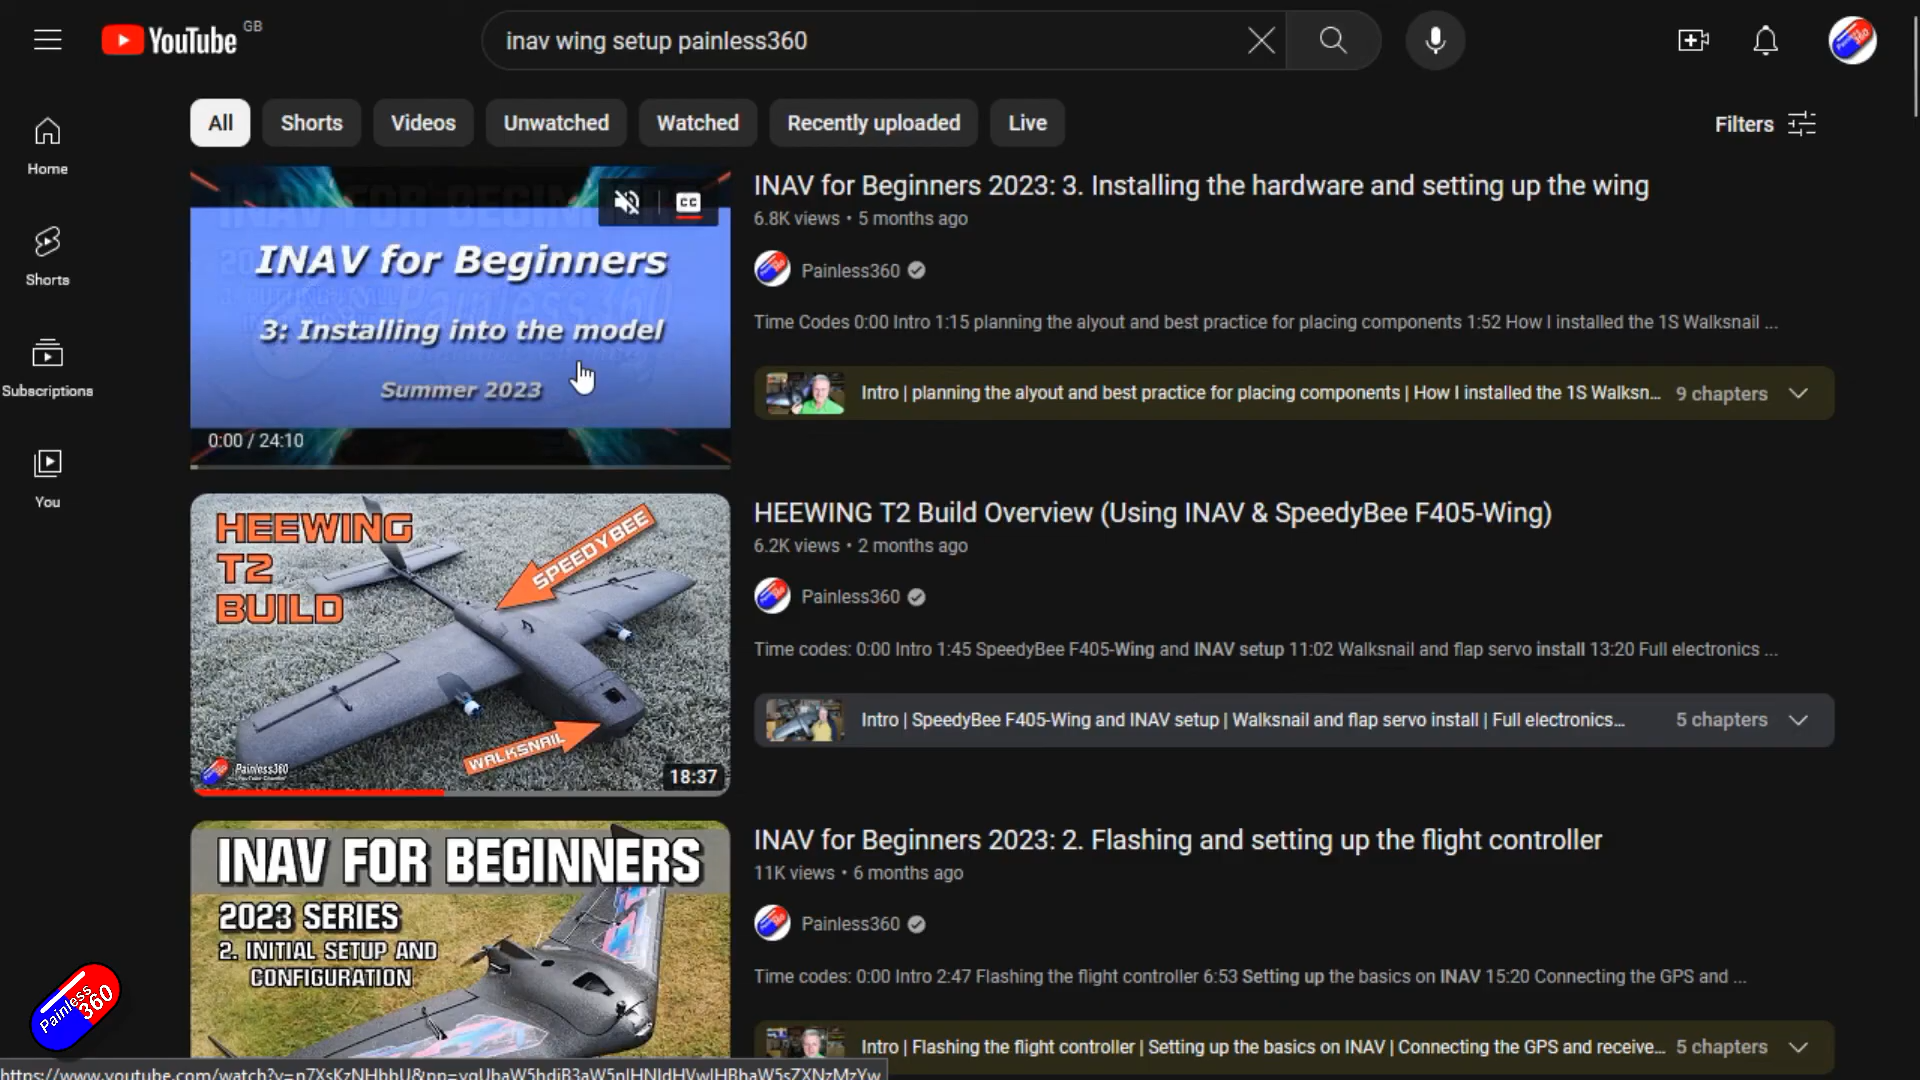 YouTube GB
inav wing setup painless360
All
Shorts
Videos
Unwatched
Watched
Recently uploaded
Live
Filters
Home
Shorts
Subscriptions
You
CC
INAV for Beginners
3: Installing into the model
Summer 2023
0:00 / 24:10
INAV for Beginners 2023: 3. Installing the hardware and setting up the wing
6.8K views • 5 months ago
Painless360
Time Codes 0:00 Intro 1:15 planning the alyout and best practice for placing components 1:52 How I installed the 1S Walksnail ...
Intro | planning the alyout and best practice for placing components | How I installed the 1S Walksn... 9 chapters
HEEWING
T2
BUILD
SPEEDYBEE
WALKSNAIL
Painless360
18:37
HEEWING T2 Build Overview (Using INAV & SpeedyBee F405-Wing)
6.2K views • 2 months ago
Painless360
Time codes: 0:00 Intro 1:45 SpeedyBee F405-Wing and INAV setup 11:02 Walksnail and flap servo install 13:20 Full electronics ...
Intro | SpeedyBee F405-Wing and INAV setup | Walksnail and flap servo install | Full electronics... 5 chapters
INAV FOR BEGINNERS
2023 SERIES
2. INITIAL SETUP AND
CONFIGURATION
INAV for Beginners 2023: 2. Flashing and setting up the flight controller
11K views • 6 months ago
Painless360
Time codes: 0:00 Intro 2:47 Flashing the flight controller 6:53 Setting up the basics on INAV 15:20 Connecting the GPS and ...
Intro | Flashing the flight controller | Setting up the basics on INAV | Connecting the GPS and receive... 5 chapters
Painless
360